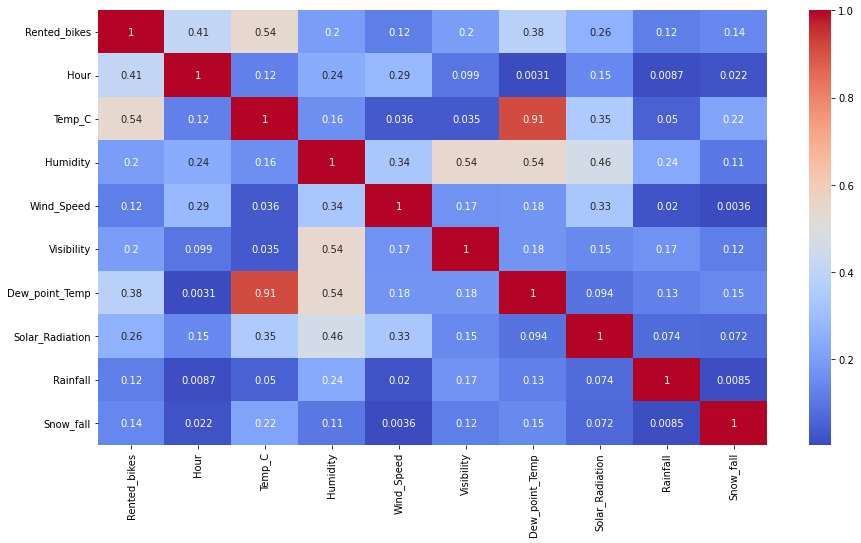 Rented_bikes 1 0.41 0.54 0.2 0.12 0.2 0.38 0.26 0.12 0.14
Hour 0.41 1 0.12 0.24 0.29 0.099 0.0031 0.15 0.0087 0.022
Temp_C 0.54 0.12 1 0.16 0.036 0.035 0.91 0.35 0.05 0.22
Humidity 0.2 0.24 0.16 1 0.34 0.54 0.54 0.46 0.24 0.11
Wind_Speed 0.12 0.29 0.036 0.34 1 0.17 0.18 0.33 0.02 0.0036
Visibility 0.2 0.099 0.035 0.54 0.17 1 0.18 0.15 0.17 0.12
Dew_point_Temp 0.38 0.0031 0.91 0.54 0.18 0.18 1 0.094 0.13 0.15
Solar_Radiation 0.26 0.15 0.35 0.46 0.33 0.15 0.094 1 0.074 0.072
Rainfall 0.12 0.0087 0.05 0.24 0.02 0.17 0.13 0.074 1 0.0085
Snow_fall 0.14 0.022 0.22 0.11 0.0036 0.12 0.15 0.072 0.0085 1
Rented_bikes Hour Temp_C Humidity Wind_Speed Visibility Dew_point_Temp Solar_Radiation Rainfall Snow_fall
1.0
0.8
0.6
0.4
0.2